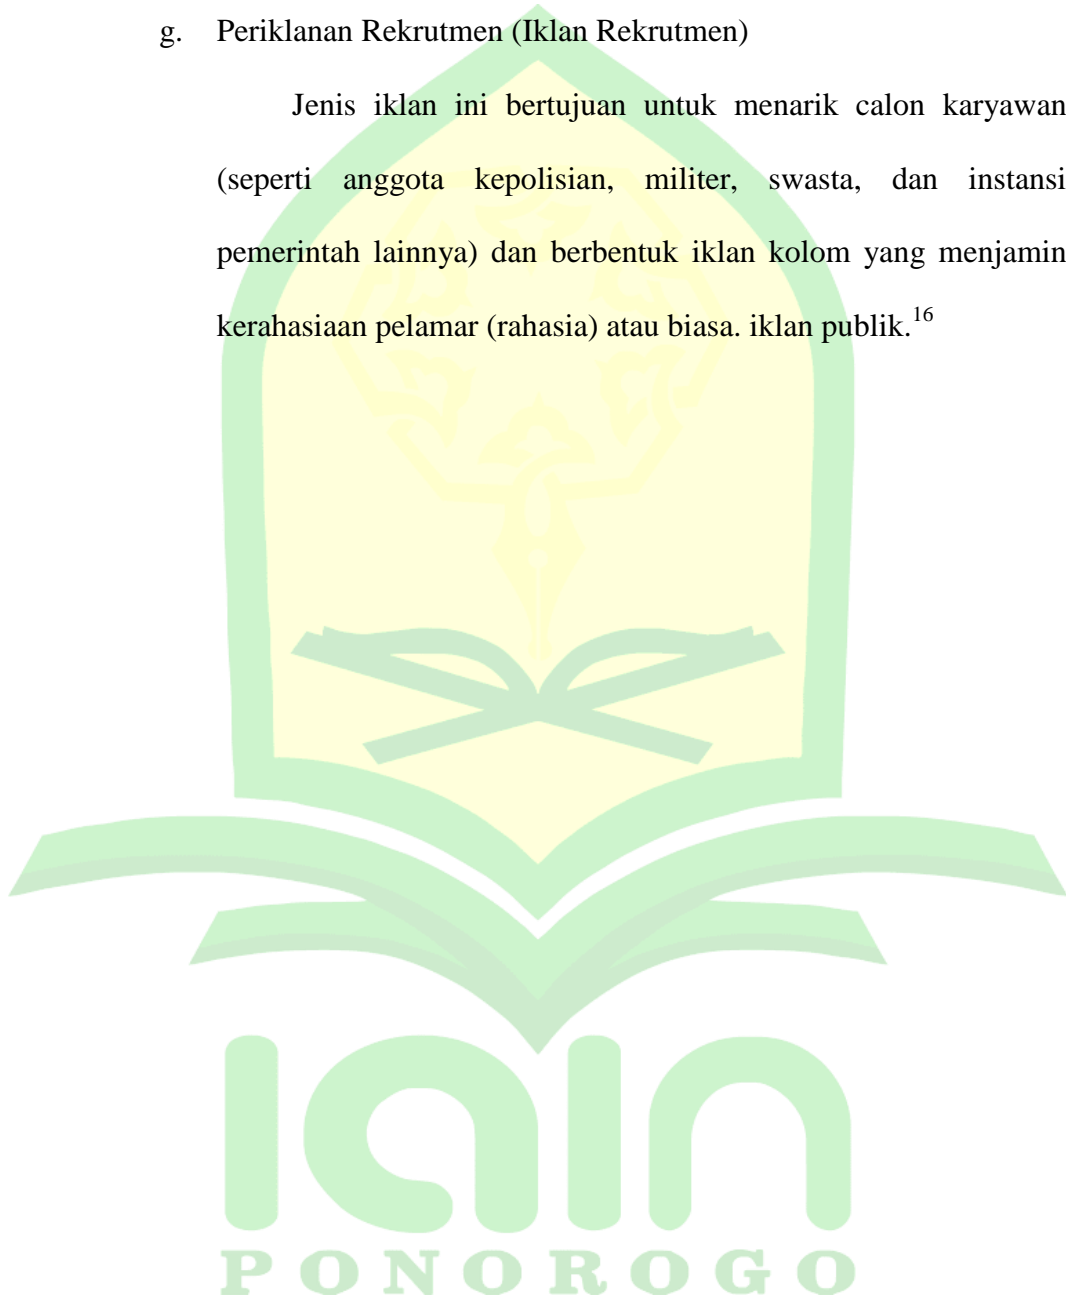 g. Periklanan Rekrutmen (Iklan Rekrutmen)
Jenis iklan ini bertujuan untuk menarik calon karyawan
(seperti anggota kepolisian, militer, swasta, dan instansi
pemerintah lainnya) dan berbentuk iklan kolom yang menjamin
kerahasiaan pelamar (rahasia) atau biasa. iklan publik.16
iain
PONOROGO